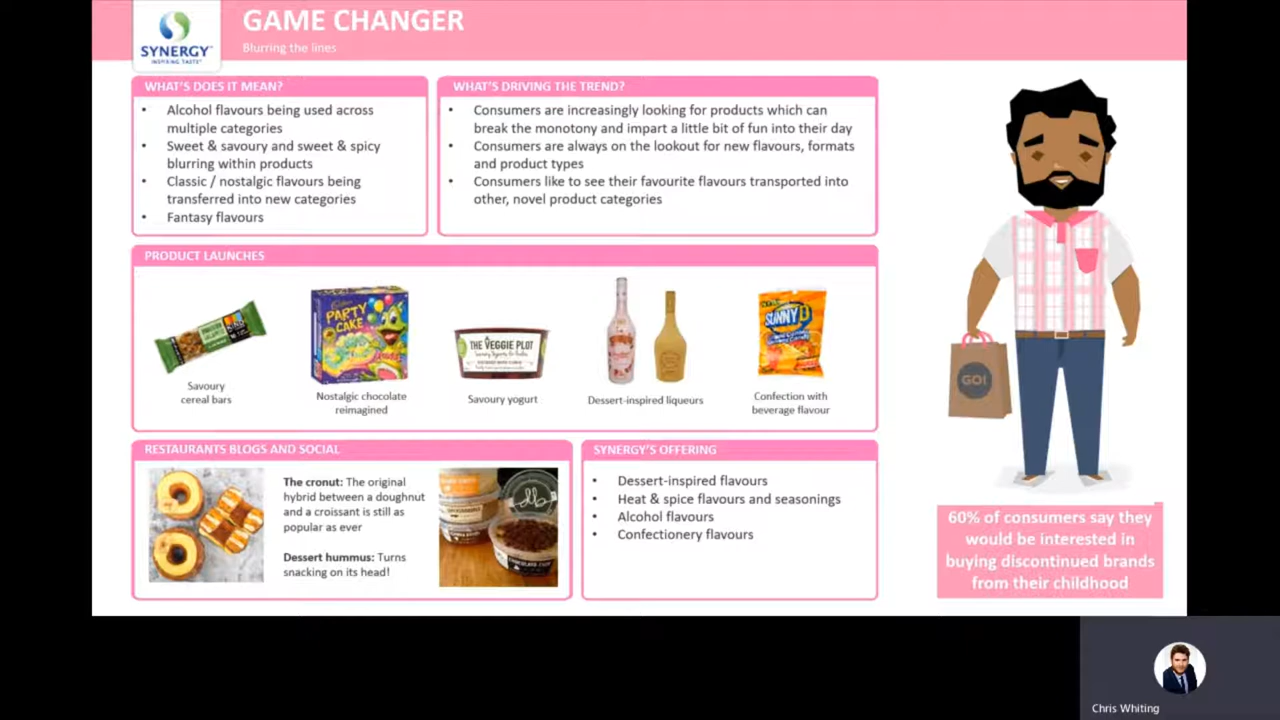 GAME CHANGER
Blurring the lines
SYNERGY
INSPIRING TASTE
WHAT'S DOES IT MEAN?
• Alcohol flavours being used across
multiple categories
• Sweet & savoury and sweet & spicy
blurring within products
• Classic / nostalgic flavours being
transferred into new categories
• Fantasy flavours
WHAT'S DRIVING THE TREND?
• Consumers are increasingly looking for products which can
break the monotony and impart a little bit of fun into their day
• Consumers are always on the lookout for new flavours, formats
and product types
• Consumers like to see their favourite flavours transported into
other, novel product categories
PRODUCT LAUNCHES
KIND
Cadbury
PARTY
CAKE
THE VEGGIE PLOT
SUNNY D
Savoury
cereal bars
Nostalgic chocolate
reimagined
Savoury yogurt
Dessert-inspired liqueurs
Confection with
beverage flavour
RESTAURANTS BLOGS AND SOCIAL
The cronut: The original
hybrid between a doughnut
and a croissant is still as
popular as ever
Dessert hummus: Turns
snacking on its head!
SYNERGY'S OFFERING
• Dessert-inspired flavours
• Heat & spice flavours and seasonings
• Alcohol flavours
• Confectionery flavours
GO!
60% of consumers say they
would be interested in
buying discontinued brands
from their childhood
Chris Whiting